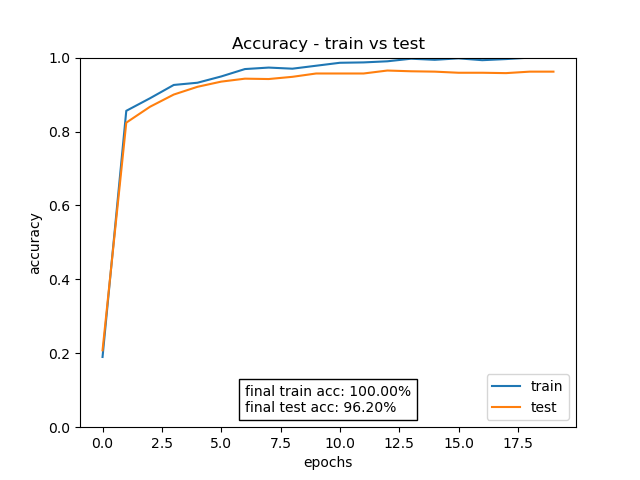 Accuracy - train vs test
1.0
0.8
0.6
0.4
0.2
0.0
accuracy
final train acc: 100.00%
final test acc: 96.20%
train
test
0.0 2.5 5.0 7.5 10.0 12.5 15.0 17.5
epochs